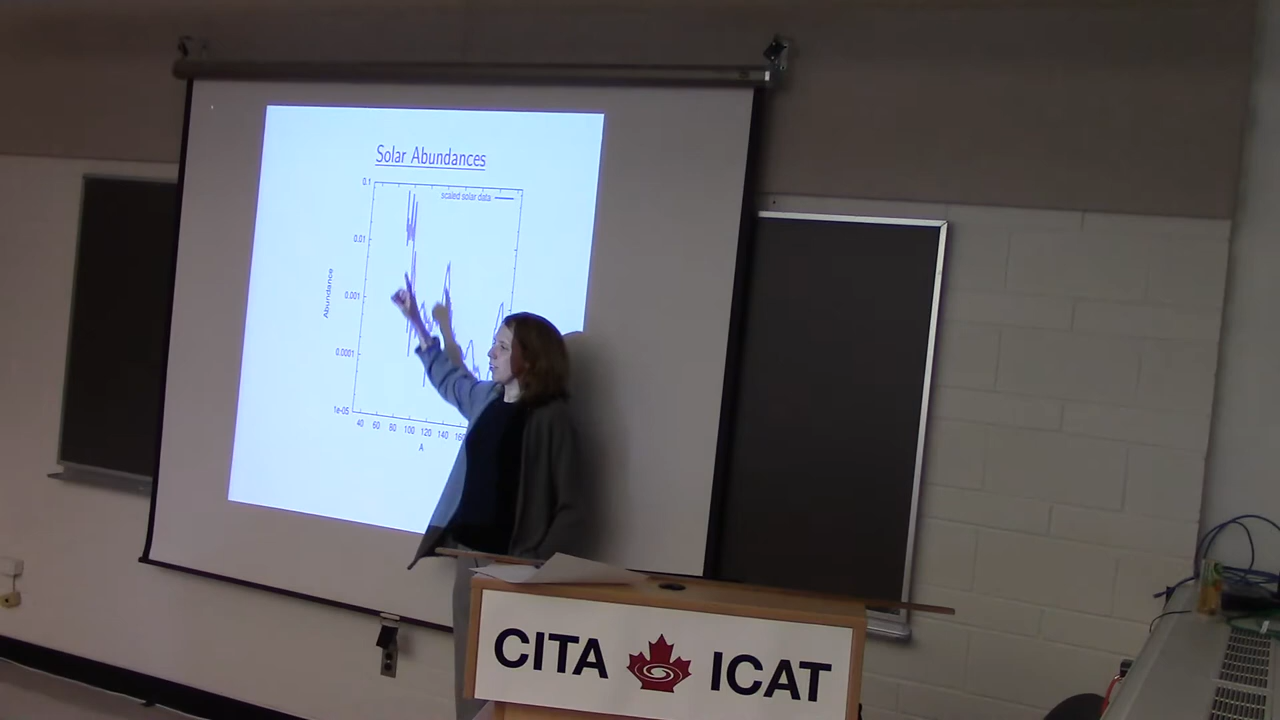 Solar Abundances
scaled solar data
0.1
0.01
0.001
0.0001
1e-05
Abundance
40 60 80 100 120 140
A
CITA ICAT